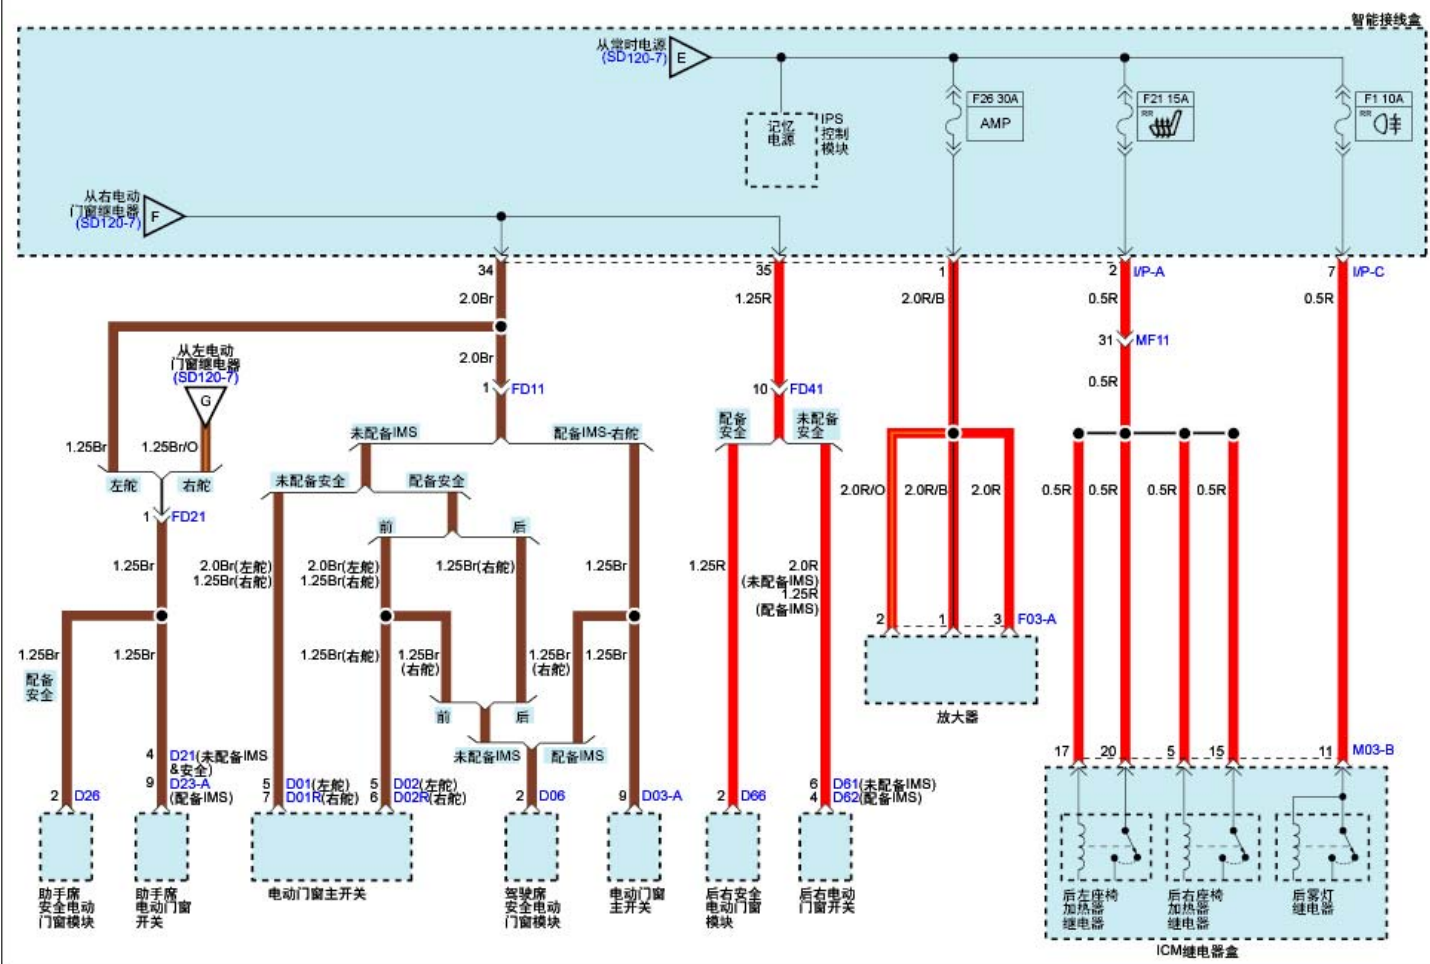 智能接线盒
从常时电源
(SD120-7)
E
F26 30A
AMP
F21 15A
RR
F1 10A
RR
记忆
电源
IPS
控制
模块
从右电动
门窗继电器
(SD120-7)
F
34
35
1
2
I/P-A
7
I/P-C
2.0Br
1.25R
2.0R/B
0.5R
0.5R
31
MF11
从左电动
门窗继电器
(SD120-7)
G
2.0Br
1
FD11
10
FD41
0.5R
配备
安全
未配备
安全
未配备IMS
配备IMS-右舵
1.25Br
1.25Br/O
左舵
右舵
未配备安全
配备安全
2.0R/O
2.0R/B
2.0R
0.5R
0.5R
0.5R
0.5R
1
FD21
前
后
1.25Br
2.0Br(左舵)
1.25Br(右舵)
2.0Br(左舵)
1.25Br(右舵)
1.25Br(右舵)
1.25Br
1.25R
2.0R
(未配备IMS)
1.25R
(配备IMS)
2
1
3
F03-A
1.25Br
配备
安全
1.25Br
1.25Br(右舵)
1.25Br
(右舵)
1.25Br
(右舵)
1.25Br
放大器
前
后
未配备IMS
配备IMS
17
20
5
15
11
M03-B
4
D21(未配备IMS
&安全)
9
D23-A
(配备IMS)
2
D26
5
D01(左舵)
7
D01R(右舵)
5
D02(左舵)
6
D02R(右舵)
2
D06
9
D03-A
2
D66
6
D61(未配备IMS)
4
D62(配备IMS)
助手席
安全电动
门窗模块
助手席
电动门窗
开关
电动门窗主开关
驾驶席
安全电动
门窗模块
电动门窗
主开关
后右安全
电动门窗
模块
后右电动
门窗开关
后左座椅
加热器
继电器
后右座椅
加热器
继电器
后雾灯
继电器
ICM继电器盒